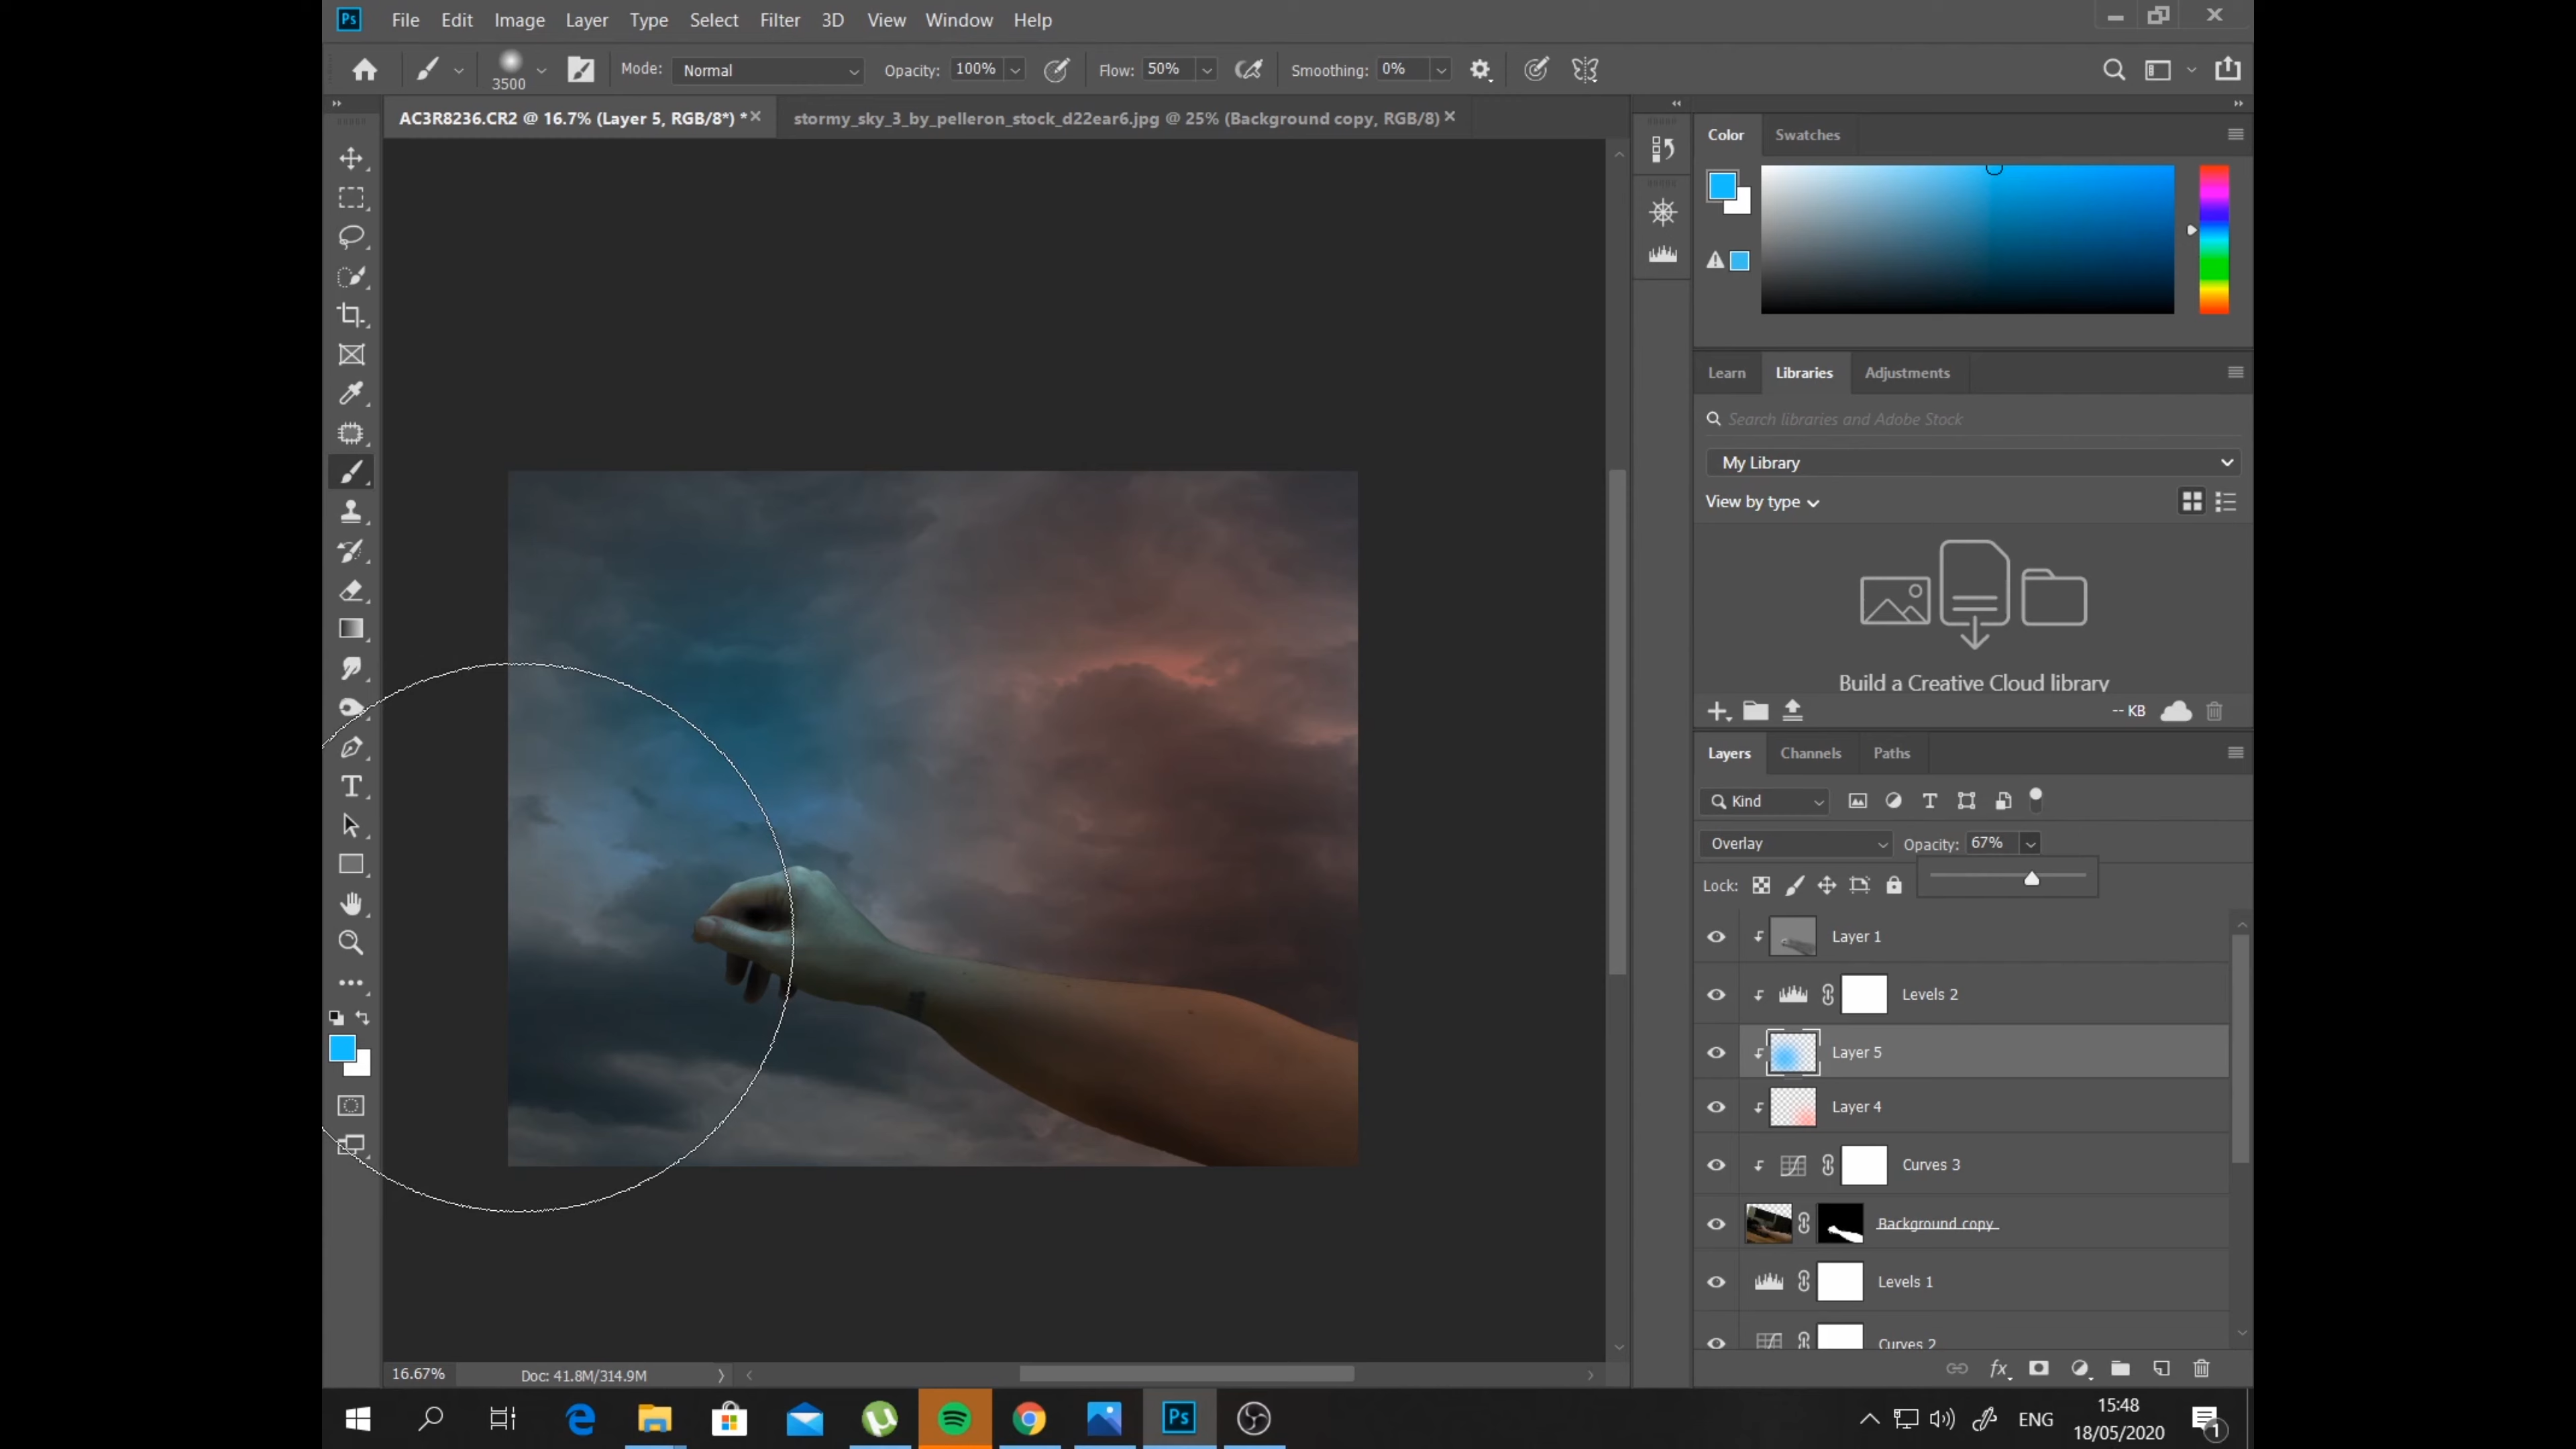 Ps File Edit Image Layer Type Select Filter 3D View Window Help
3500 Mode: Normal Opacity: 100% Flow: 50% Smoothing: 0%
AC3R8236.CR2 @ 16.7% (Layer 5, RGB/8*) * stormy_sky_3_by_pelleron_stock_d22ear6.jpg @ 25% (Background copy, RGB/8)
Color Swatches
Learn Libraries Adjustments
Search libraries and Adobe Stock
My Library
View by type
Build a Creative Cloud library
-- KB
Layers Channels Paths
Kind
Overlay Opacity: 67%
Lock:
Layer 1
Levels 2
Layer 5
Layer 4
Curves 3
Background copy
Levels 1
Curves 2
fx
16.67% Doc: 41.8M/314.9M
Ps ENG 15:48
18/05/2020 1